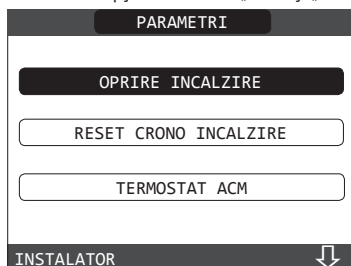 PARAMETRI
OPRIRE INCALZIRE
RESET CRONO INCALZIRE
TERMOSTAT ACM
INSTALATOR